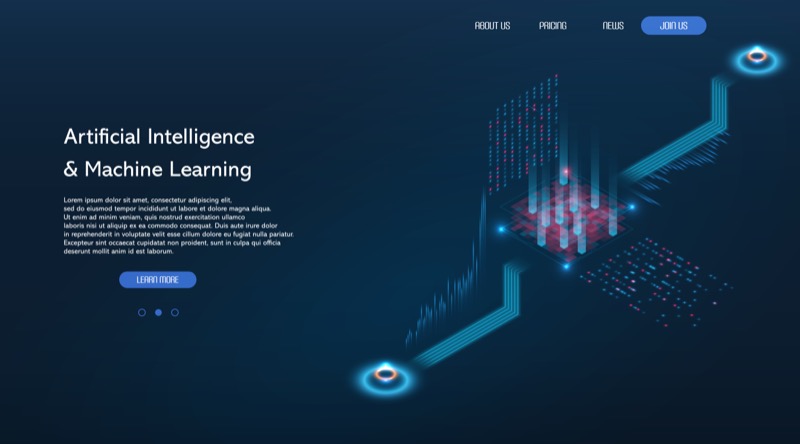 ABOUT US PRICING NEWS JOIN US
Artificial Intelligence
& Machine Learning
Lorem ipsum dolor sit amet, consectetur adipiscing elit,
sed do eiusmod tempor incididunt ut labore et dolore magna aliqua.
Ut enim ad minim veniam, quis nostrud exercitation ullamco
laboris nisi ut aliquip ex ea commodo consequat. Duis aute irure dolor
in reprehenderit in voluptate velit esse cillum dolore eu fugiat nulla pariatur.
Excepteur sint occaecat cupidatat non proident, sunt in culpa qui officia
deserunt mollit anim id est laborum.
LEARN MORE